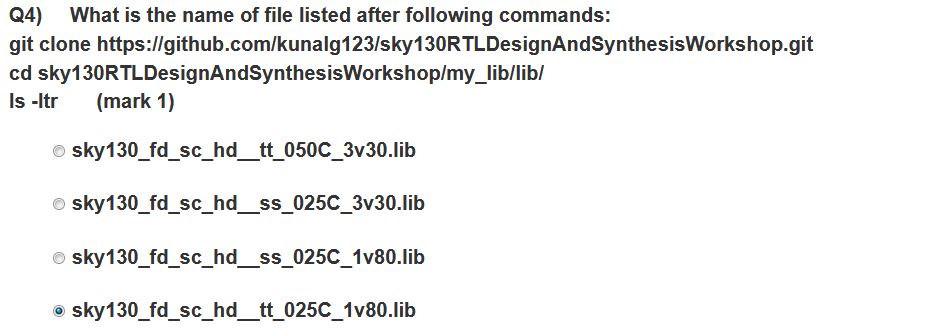 Q4) What is the name of file listed after following commands:
git clone https://github.com/kunalg123/sky130RTLDesignAndSynthesisWorkshop.git
cd sky130RTLDesignAndSynthesisWorkshop/my_lib/lib/
ls -ltr (mark 1)
sky130_fd_sc_hd__tt_050C_3v30.lib
sky130_fd_sc_hd__ss_025C_3v30.lib
sky130_fd_sc_hd__ss_025C_1v80.lib
sky130_fd_sc_hd__tt_025C_1v80.lib